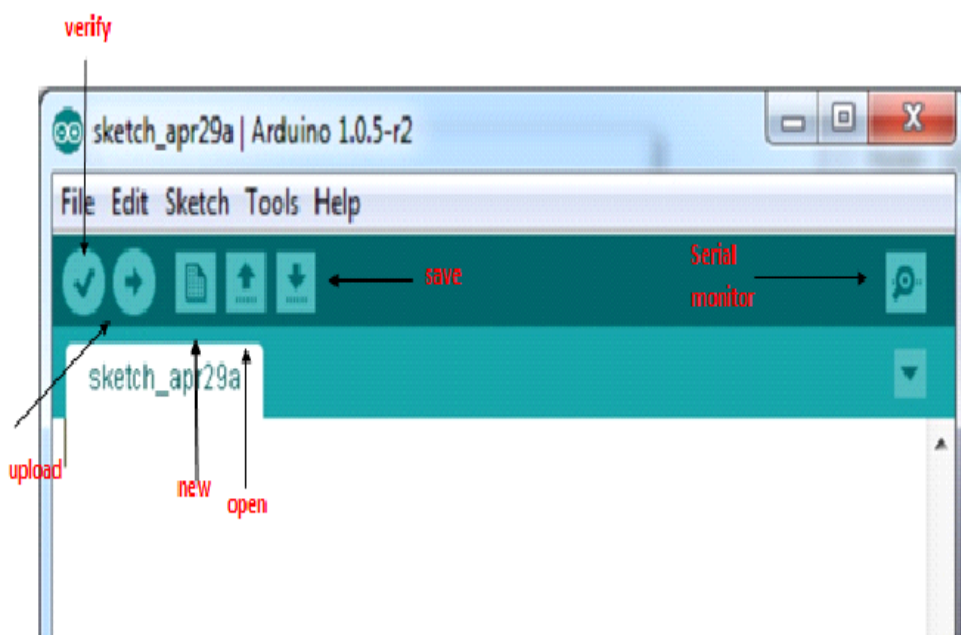 verify
sketch_apr29a | Arduino 1.0.5-r2
File Edit Sketch Tools Help
save
Serial
monitor
sketch_apr29a
upload
new
open